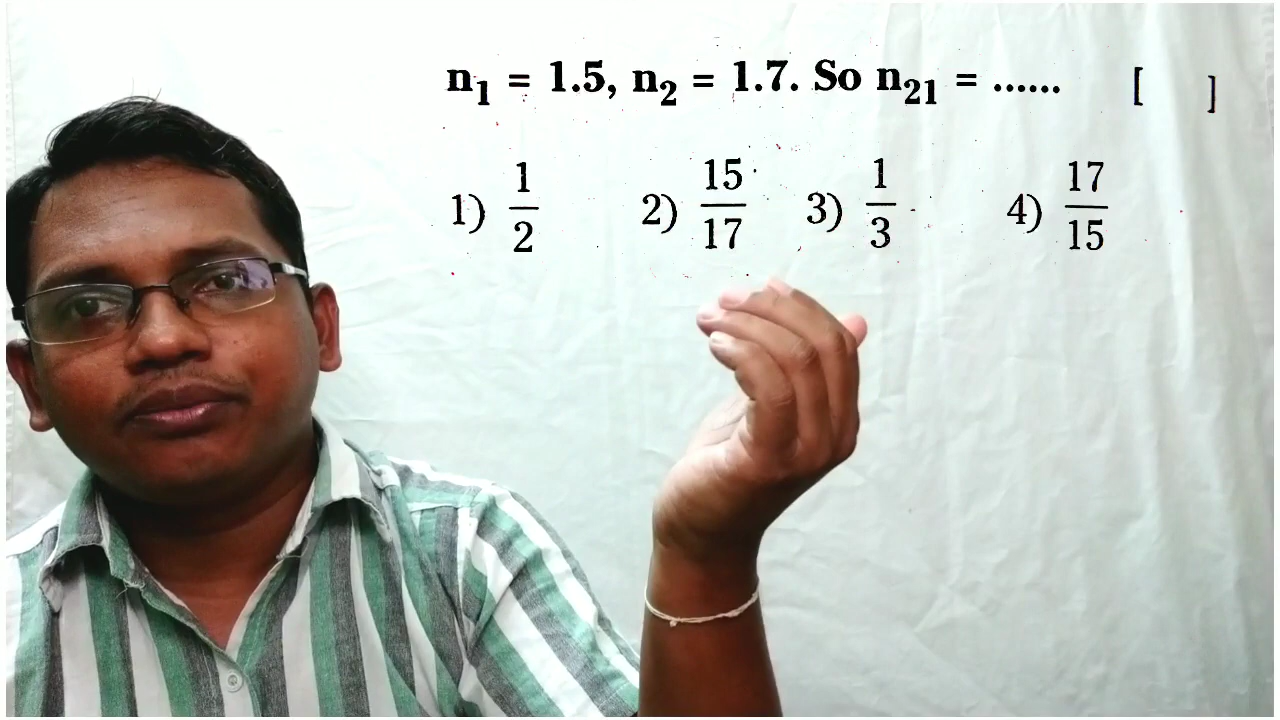 n₁ = 1.5, n₂ = 1.7. So n₂₁ = ...... [ ]
1) 1/2 2) 15/17 3) 1/3 4) 17/15